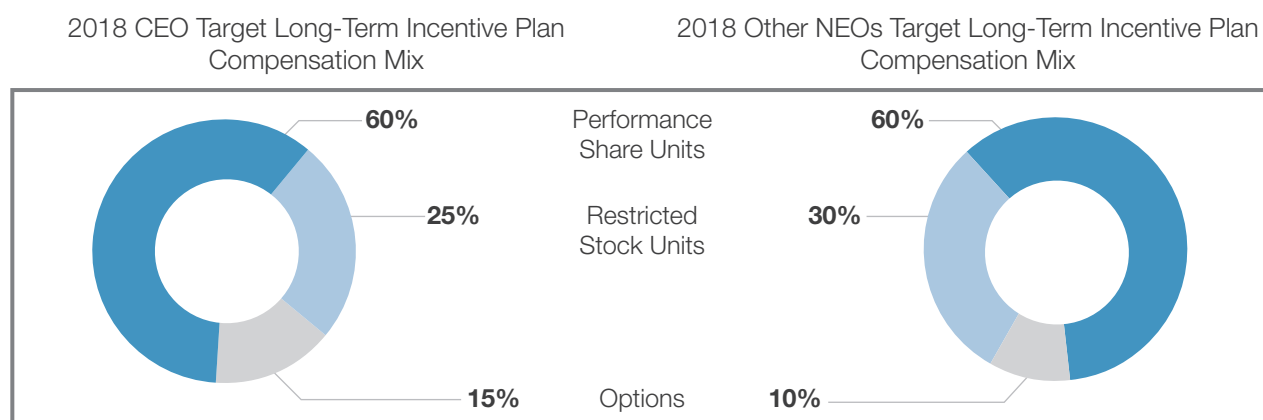 2018 CEO Target Long-Term Incentive Plan
Compensation Mix
2018 Other NEOs Target Long-Term Incentive Plan
Compensation Mix
60%
Performance
Share Units
60%
25%
Restricted
Stock Units
30%
15%
Options
10%